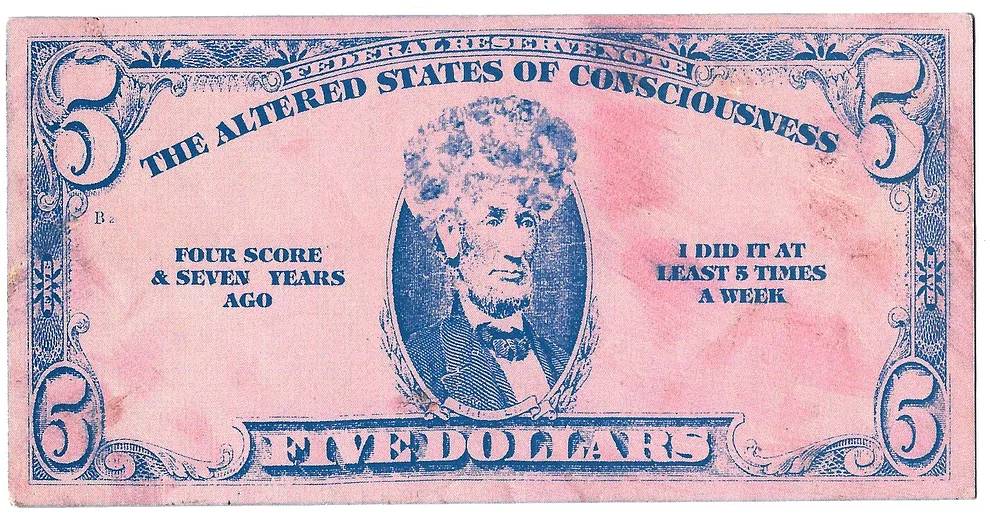 5 5
FEDERAL RESERVE NOTE
THE ALTERED STATES OF CONSCIOUSNESS
B 2
FOUR SCORE
& SEVEN YEARS
AGO
I DID IT AT
LEAST 5 TIMES
A WEEK
5 5
FIVE DOLLARS